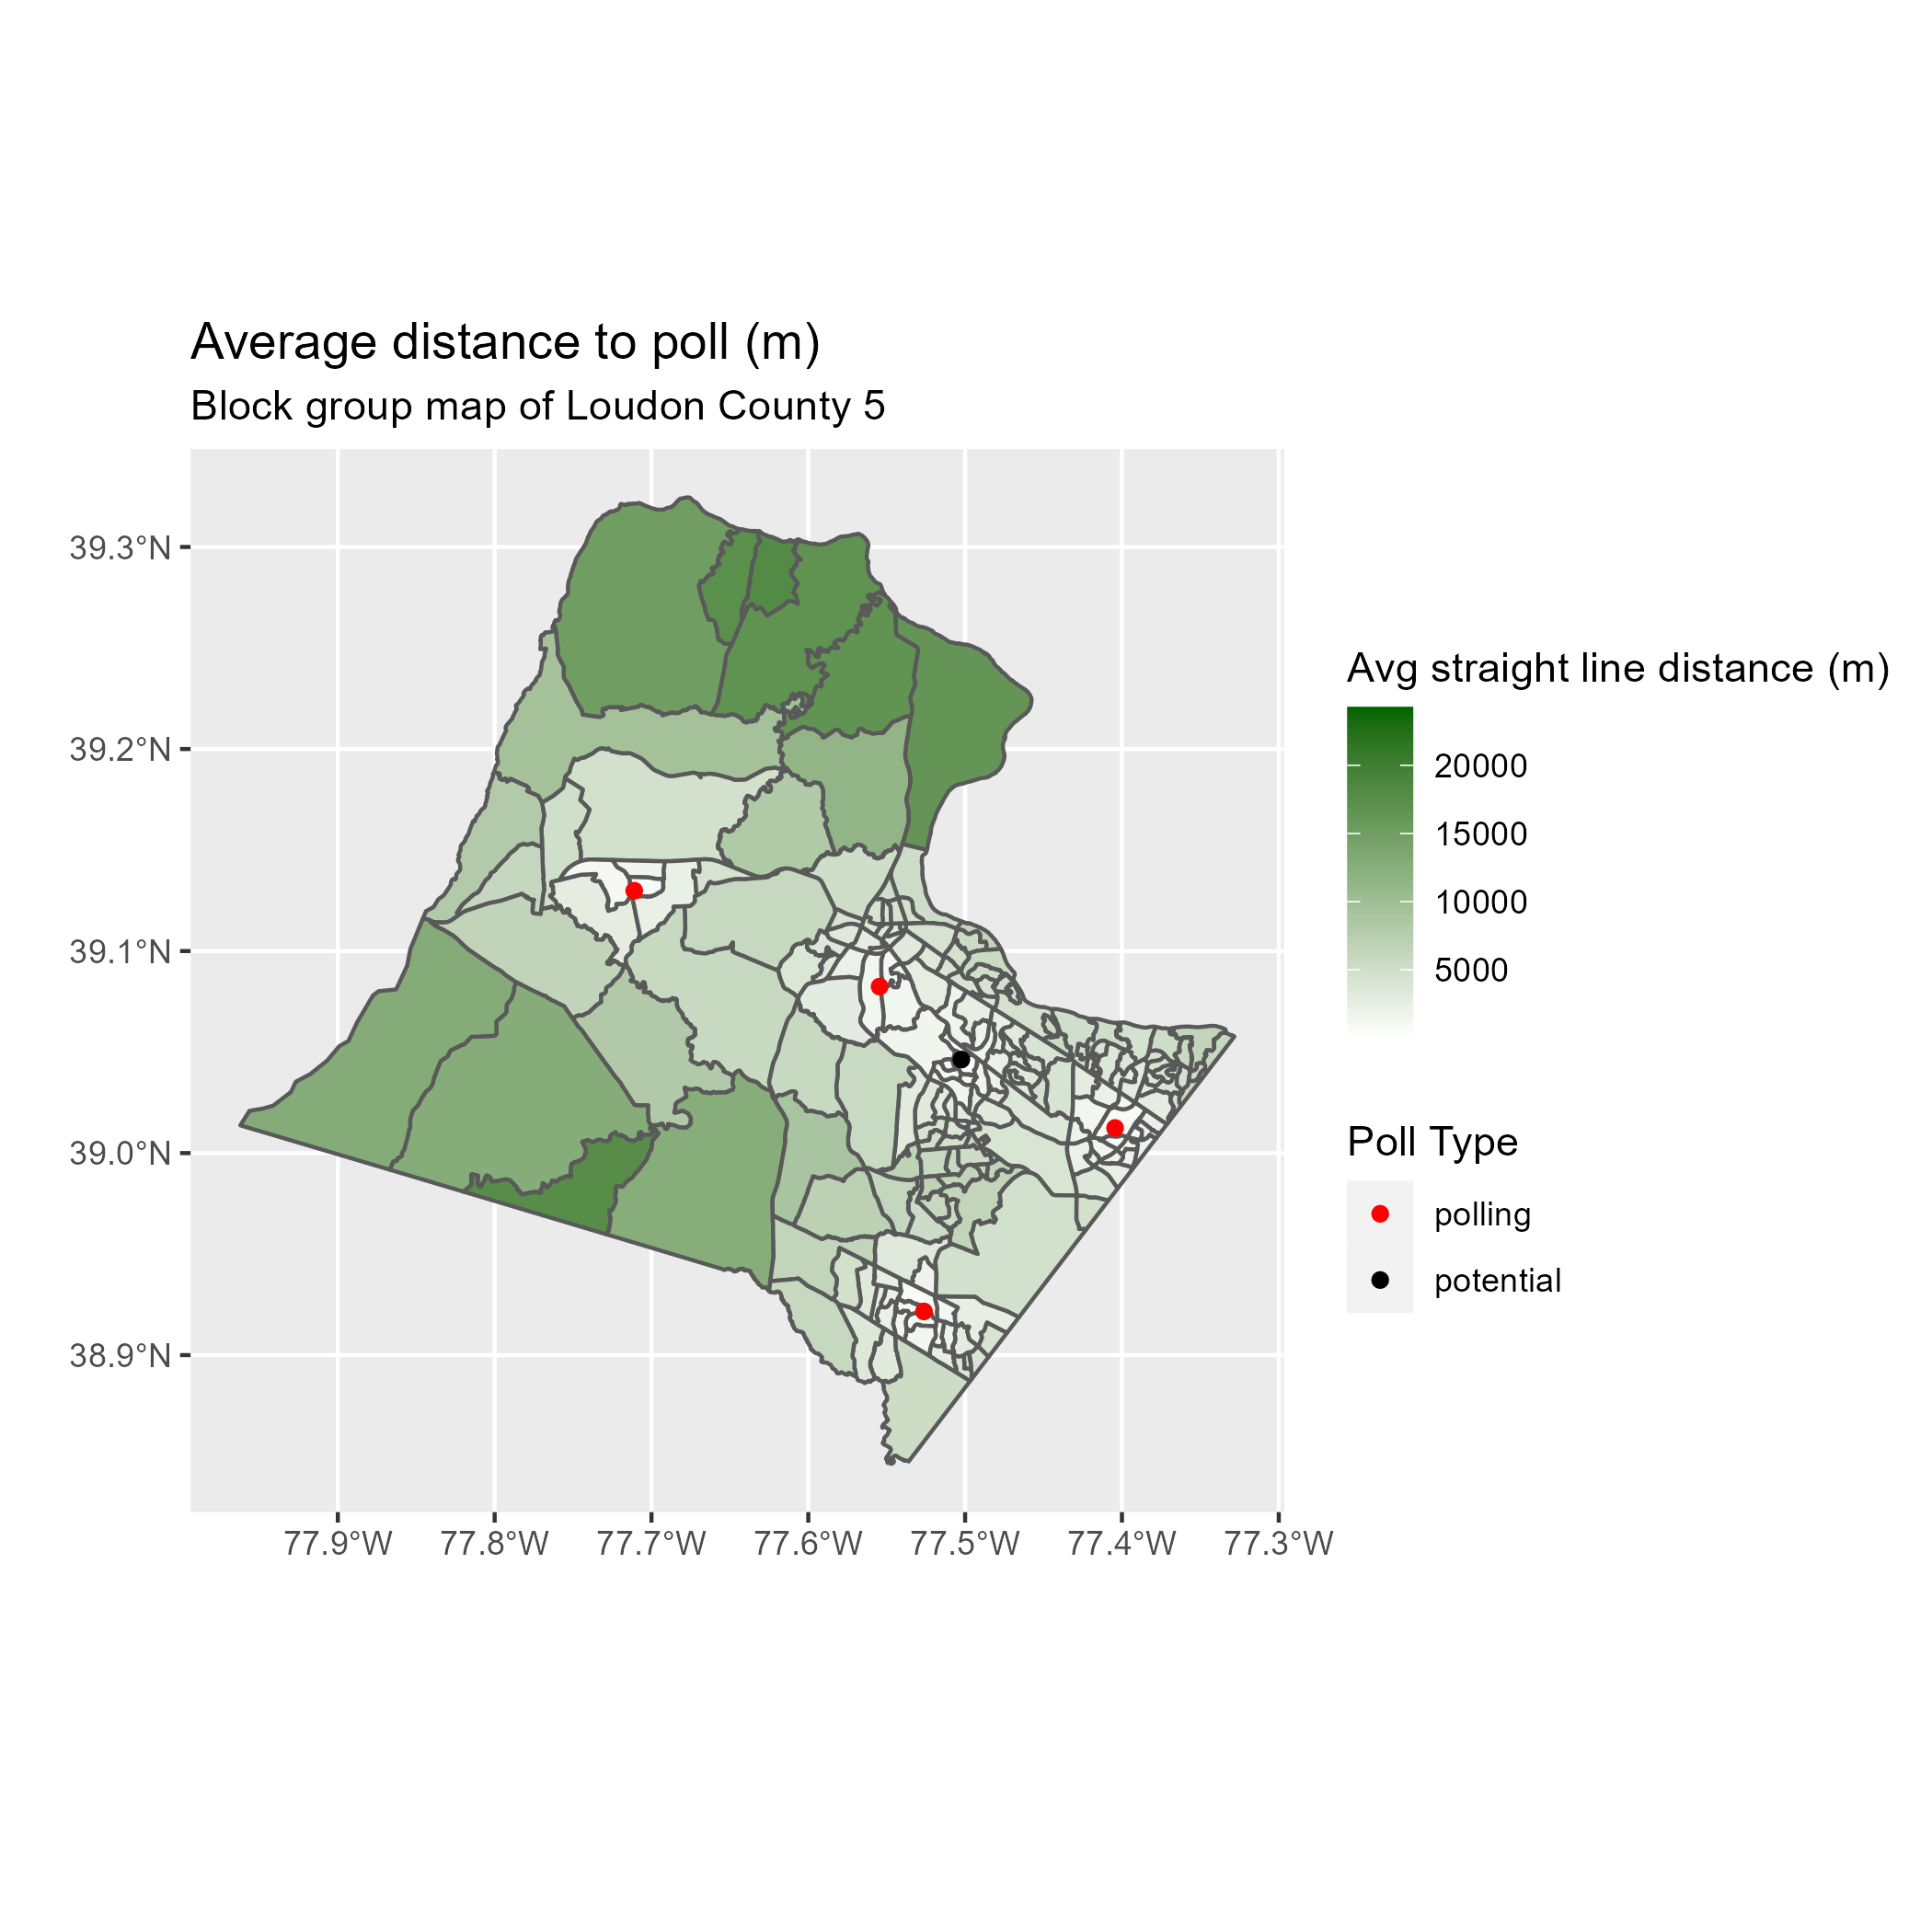 Average distance to poll (m)
Block group map of Loudon County 5
39.3°N
39.2°N
39.1°N
39.0°N
38.9°N
77.9°W
77.8°W
77.7°W
77.6°W
77.5°W
77.4°W
77.3°W
Avg straight line distance (m)
20000
15000
10000
5000
Poll Type
polling
potential